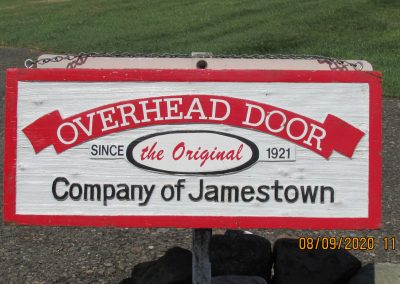 OVERHEAD DOOR
SINCE the Original 1921
Company of Jamestown
08/09/2020 11